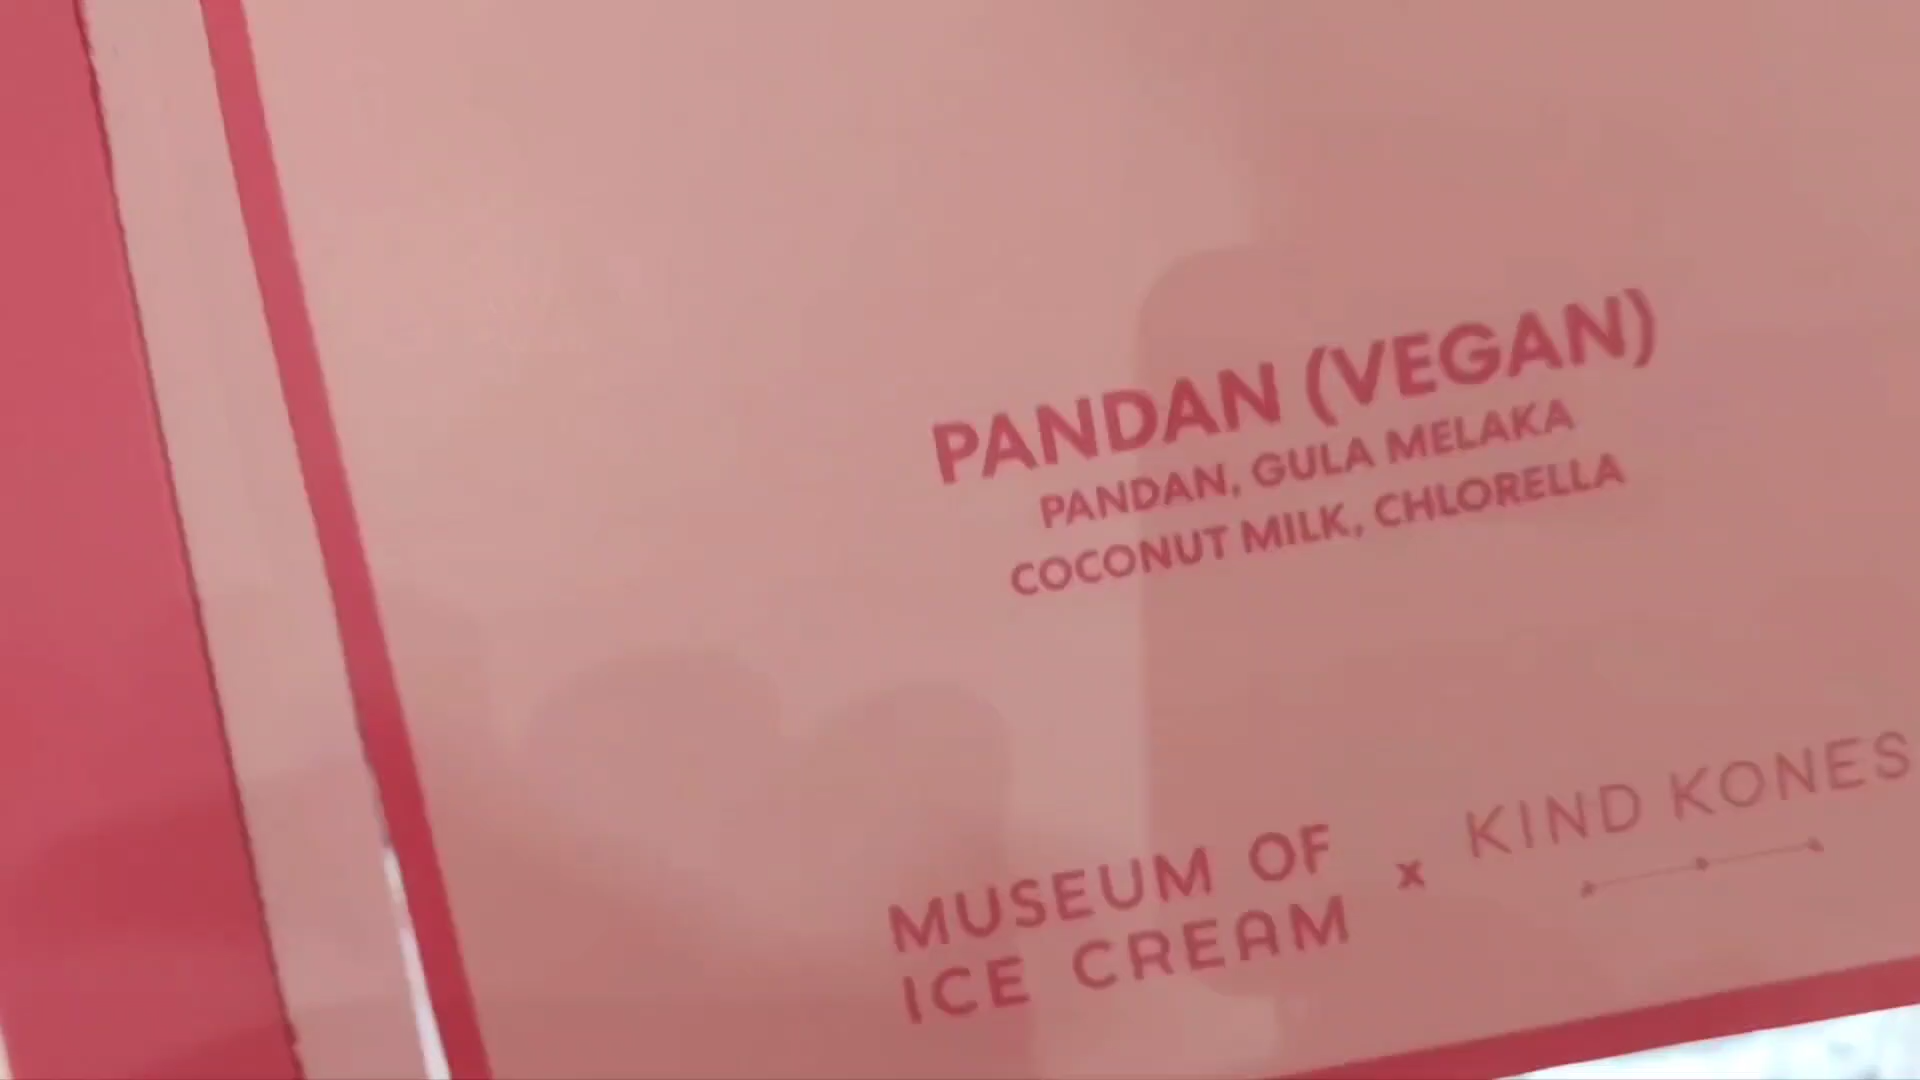 PANDAN (VEGAN)
PANDAN, GULA MELAKA
COCONUT MILK, CHLORELLA
MUSEUM OF
ICE CREAM
x
KIND KONES